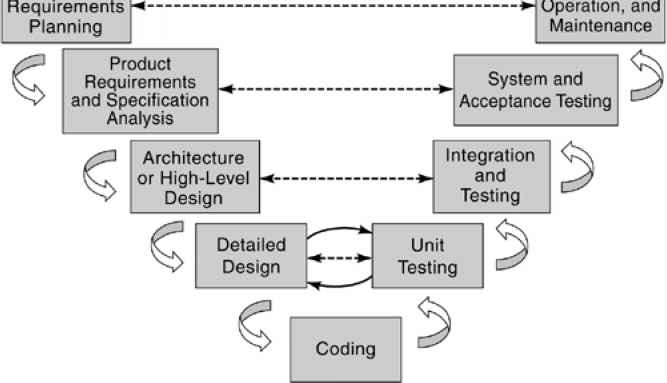 Requirements
Planning
Operation, and
Maintenance
Product
Requirements
and Specification
Analysis
System and
Acceptance Testing
Architecture
or High-Level
Design
Integration
and
Testing
Detailed
Design
Unit
Testing
Coding